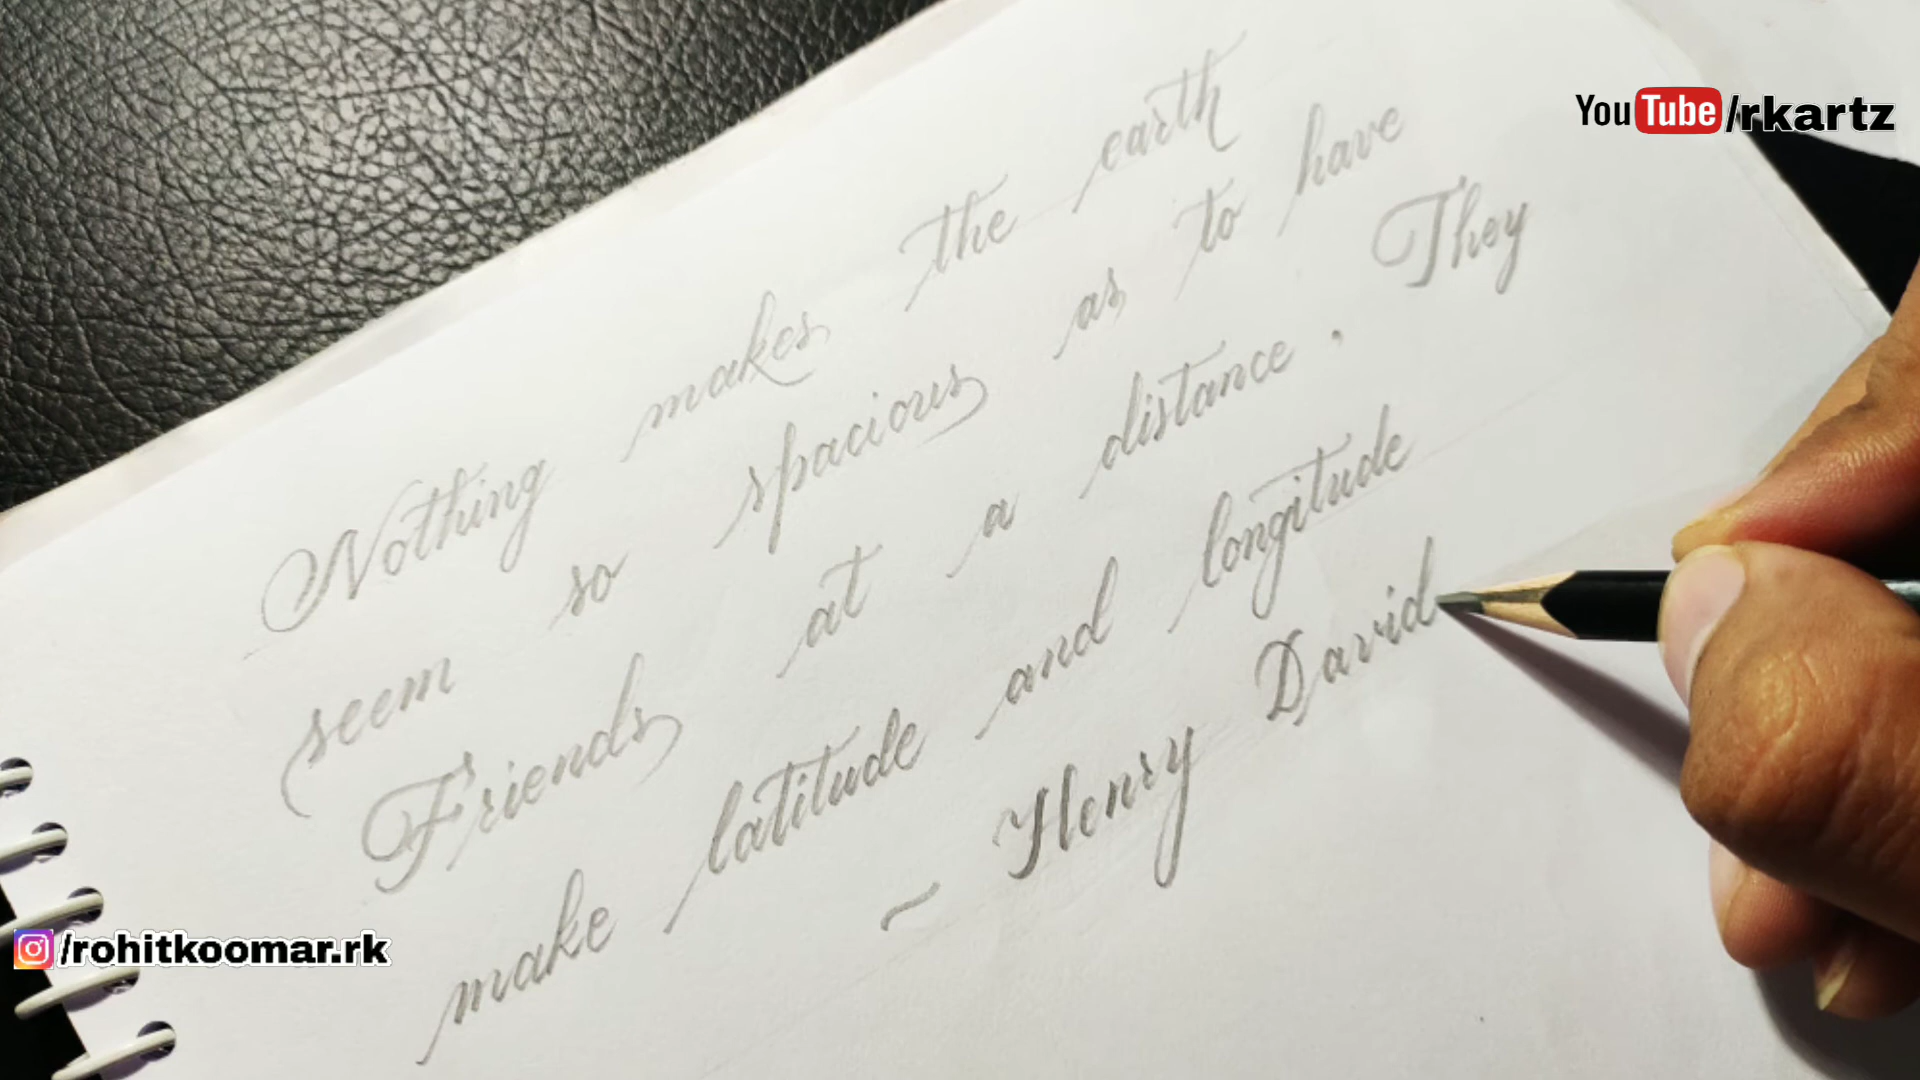 YouTube/rkartz
Nothing makes the earth
seem so spacious as to have
Friends at a distance. They
make latitude and longitude
~ Henry David
/rohitkoomar.rk